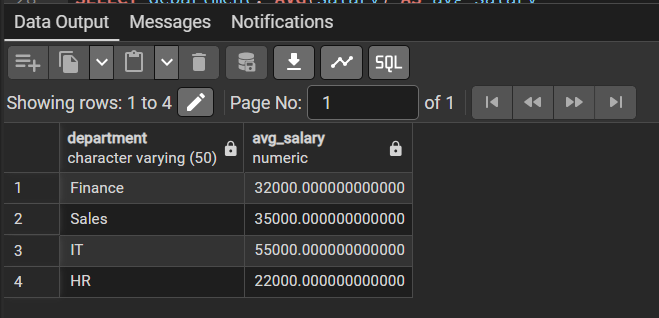 Data Output Messages Notifications
SQL
Showing rows: 1 to 4 Page No: 1 of 1
department avg_salary
character varying (50) numeric
1 Finance 32000.000000000000
2 Sales 35000.000000000000
3 IT 55000.000000000000
4 HR 22000.000000000000